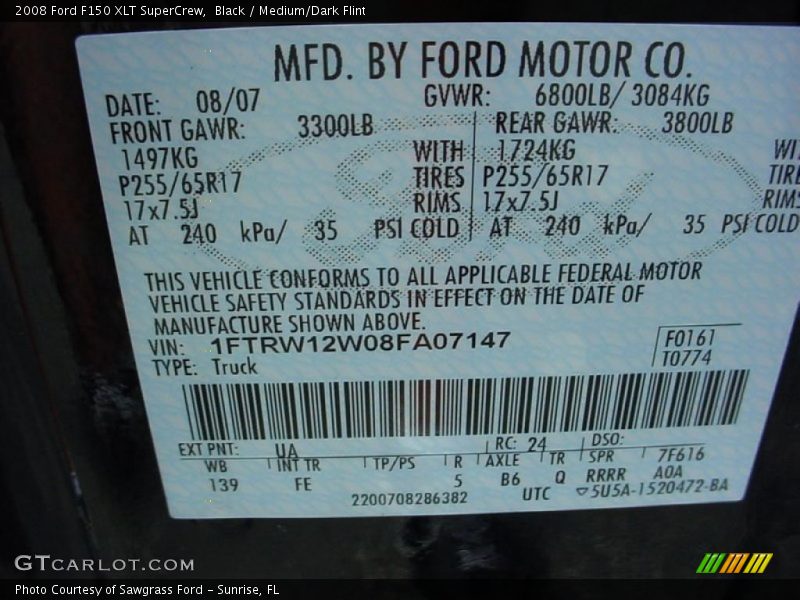 2008 Ford F150 XLT SuperCrew,  Black / Medium/Dark Flint
MFD. BY FORD MOTOR CO.
DATE: 08/07 GVWR: 6800LB/ 3084KG
FRONT GAWR: 3300LB REAR GAWR: 3800LB
1497KG WITH 1724KG WIT
P255/65R17 TIRES P255/65R17 TIRE
17x7.5J RIMS 17x7.5J RIMS
AT 240 kPa/ 35 PSI COLD AT 240 kPa/ 35 PSI COLD
THIS VEHICLE CONFORMS TO ALL APPLICABLE FEDERAL MOTOR
VEHICLE SAFETY STANDARDS IN EFFECT ON THE DATE OF
MANUFACTURE SHOWN ABOVE.
VIN: 1FTRW12W08FA07147 F0161
TYPE: Truck T0774
EXT PNT: UA RC: 24 DSO:
WB INT TR TP/PS R AXLE TR SPR 7F616
139 FE 5 B6 Q RRRR A0A
2200708286382 UTC 5U5A-1520472-BA
GTCARLOT.COM
Photo Courtesy of Sawgrass Ford - Sunrise, FL